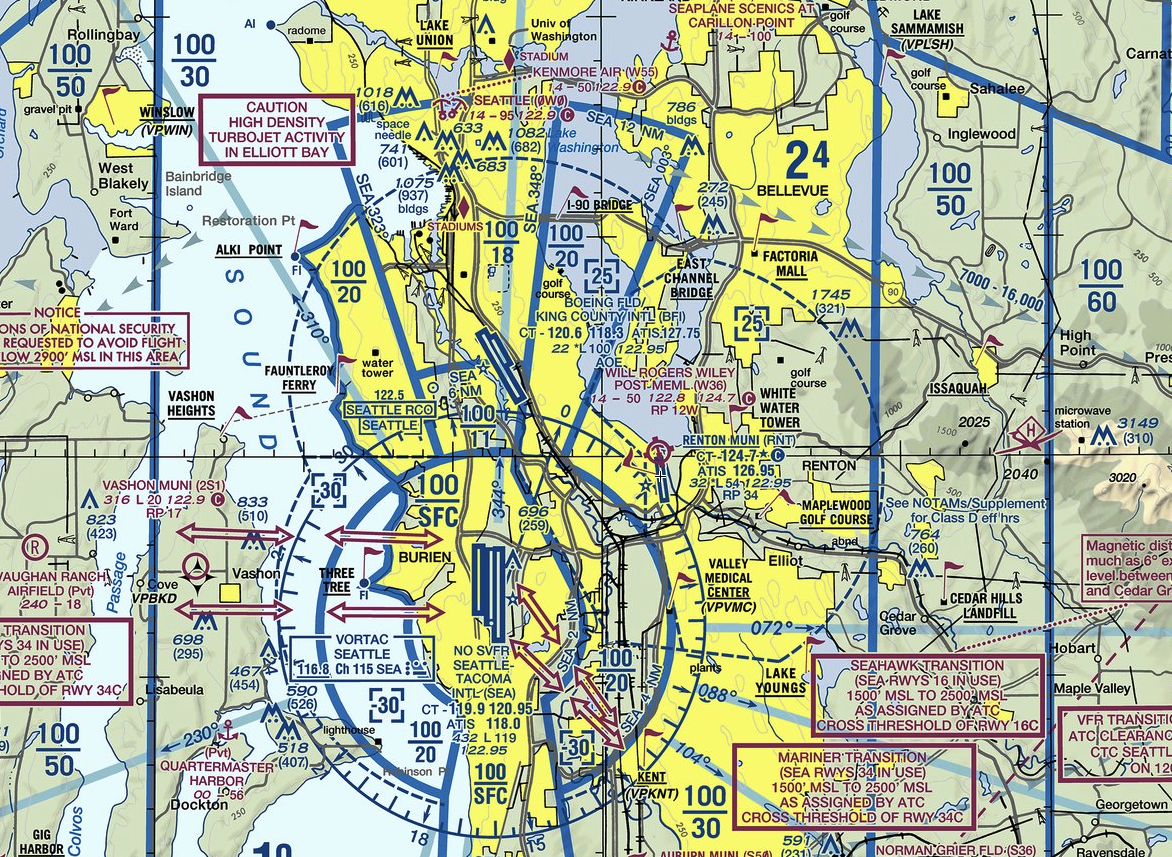 Rollingbay
100
50
100
30
AI
radome
LAKE
UNION
Univ of
Washington
STADIUM
SEAPLANE SCENICS AT
CARILLON POINT
14 - -100
golf
course
LAKE
SAMMAMISH
(VPLSH)
golf
course
Sahalee
500
gravel pit
WINSLOW
(VPWIN)
250
CAUTION
HIGH DENSITY
TURBOJET ACTIVITY
IN ELLIOTT BAY
1018
(616)
space
needle
741
(601)
KENMORE AIR (W55)
14 - 50 122.9 C
SEATTLE (0W0)
14 - 95 122.9 C
633
1082
(682)
683
Lake
Washington
SEA 12 NM
786
bldgs
Inglewood
24
BELLEVUE
100
50
West
Blakely
Bainbridge
Island
Fort
Ward
Restoration Pt
ALKI POINT
FI
1075
(937)
bldgs
STADIUMS
SEA 323°
SEA 348°
SEA 003°
272
(245)
I-90 BRIDGE
EAST
CHANNEL
BRIDGE
FACTORIA
MALL
90
7000 - 16,000
100
60
100
20
100
18
100
20
25
golf
course
250
25
1745
(321)
NOTICE
ONS OF NATIONAL SECURITY
REQUESTED TO AVOID FLIGHT
LOW 2900' MSL IN THIS AREA
SOUND
310°
BOEING FLD/
KING COUNTY INTL (BFI)
CT - 120.6 118.3 ATIS 127.75
22 *L 100 122.95
AOE
WILL ROGERS WILEY
POST MEML (W36)
14 - 50 122.8 124.7 C
RP 12W
High
Point
FAUNTLEROY
FERRY
water
tower
SEA
6 NM
122.5
SEATTLE RCO
SEATTLE
golf
course
WHITE
WATER
TOWER
ISSAQUAH
1000
500
2025
microwave
station
3149
(310)
H
2040
3020
VASHON
HEIGHTS
100
11
0
30
RENTON MUNI (RNT)
CT - 124.7 * C
ATIS 126.95
32 *L 54 122.95
RP 34
RENTON
VASHON MUNI (2S1)
316 L 20 122.9 C
RP 17
823
(423)
833
(510)
30
100
SFC
344°
696
(259)
MAPLEWOOD
GOLF COURSE
See NOTAMs/Supplement
for Class D eff hrs
764
(260)
abnd
Elliot
R
VAUGHAN RANCH
AIRFIELD (Pvt)
240 - 18
Passage
Cove
VPBKD
Vashon
BURIEN
THREE
TREE
FI
VALLEY
MEDICAL
CENTER
(VPVMC)
CEDAR HILLS
LANDFILL
Cedar
Grove
Magnetic dist
much as 6° ex
level between
and Cedar Gr
TRANSITION
YS 34 IN USE)
TO 2500' MSL
NED BY ATC
HOLD OF RWY 34C
698
(295)
467
(454)
Lisabeula
VORTAC
SEATTLE
116.8 Ch 115 SEA
NO SVFR
SEATTLE-
TACOMA
INTL (SEA)
CT - 119.9 120.95
ATIS 118.0
432 L 119
122.95
SEA 2 NM
072°
088°
104°
plants
LAKE
YOUNGS
SEAHAWK TRANSITION
(SEA RWYS 16 IN USE)
1500' MSL TO 2500' MSL
AS ASSIGNED BY ATC
CROSS THRESHOLD OF RWY 16C
Hobart
Maple Valley
590
(526)
518
(407)
lighthouse
30
100
20
100
20
30
230°
(Pvt)
QUARTERMASTER
HARBOR
00 - 56
Dockton
100
50
100
SFC
KENT
(VPKNT)
100
30
MARINER TRANSITION
(SEA RWYS 34 IN USE)
1500' MSL TO 2500' MSL
AS ASSIGNED BY ATC
CROSS THRESHOLD OF RWY 34C
VFR TRANSITI
ATC CLEARANC
CTC SEATTL
ON 120
Georgetown
GIG
HARBOR
Colvos
18
15
250
AUBURN MUNI (S50)
591
(231)
NORMAN GRIER FLD (S36)
Ravensdale